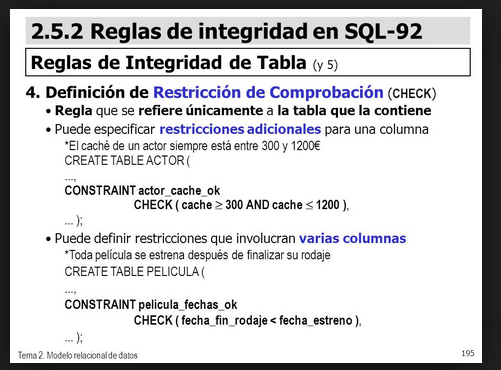 2.5.2 Reglas de integridad en SQL-92
Reglas de Integridad de Tabla (y 5)
4. Definición de Restricción de Comprobación (CHECK)
• Regla que se refiere únicamente a la tabla que la contiene
• Puede especificar restricciones adicionales para una columna
*El caché de un actor siempre está entre 300 y 1200€
CREATE TABLE ACTOR (
...,
CONSTRAINT actor_cache_ok
CHECK ( cache ≥ 300 AND cache ≤ 1200 ),
... );
• Puede definir restricciones que involucran varias columnas
*Toda película se estrena después de finalizar su rodaje
CREATE TABLE PELICULA (
...,
CONSTRAINT pelicula_fechas_ok
CHECK ( fecha_fin_rodaje < fecha_estreno ),
... );
Tema 2 Modelo relacional de datos
195